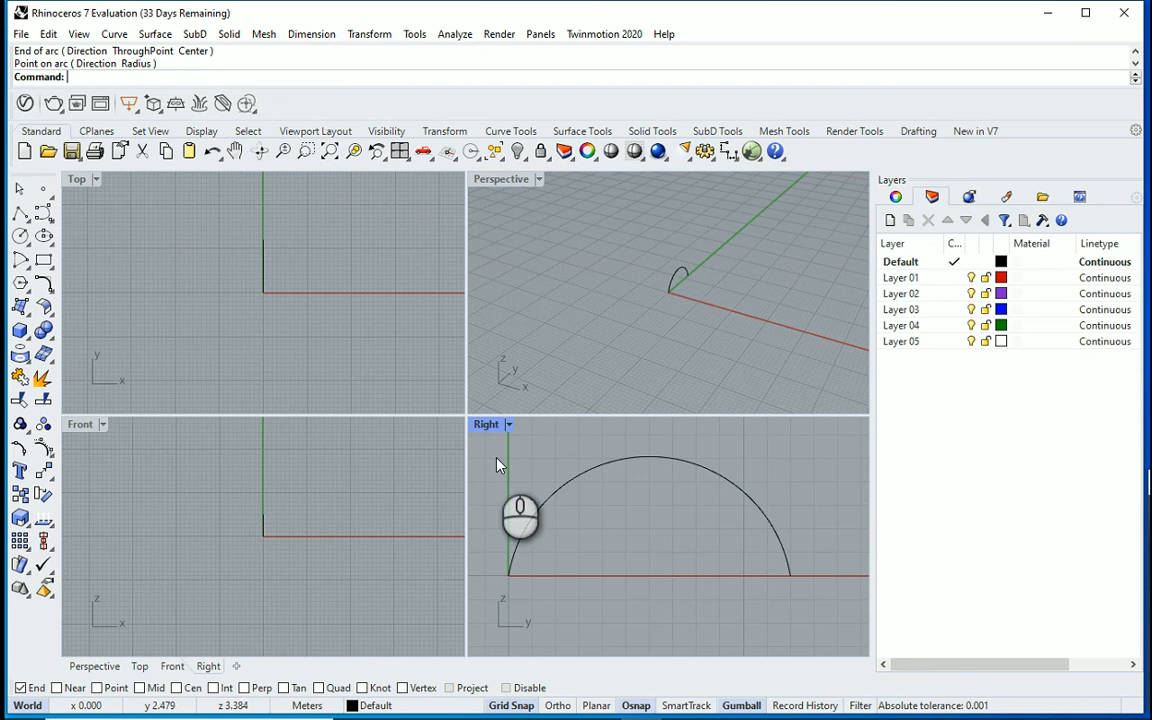 Rhinoceros 7 Evaluation (33 Days Remaining)
File Edit View Curve Surface SubD Solid Mesh Dimension Transform Tools Analyze Render Panels Twinmotion 2020 Help
End of arc ( Direction ThroughPoint Center )
Point on arc ( Direction Radius )
Command:
Standard CPlanes Set View Display Select Viewport Layout Visibility Transform Curve Tools Surface Tools Solid Tools SubD Tools Mesh Tools Render Tools Drafting New in V7
Top
y
x
Perspective
z
y
x
Front
z
x
Right
z
y
Layers
Layer C... Material Linetype
Default Continuous
Layer 01 Continuous
Layer 02 Continuous
Layer 03 Continuous
Layer 04 Continuous
Layer 05 Continuous
Perspective Top Front Right
End Near Point Mid Cen Int Perp Tan Quad Knot Vertex Project Disable
World x 0.000 y 2.479 z 3.384 Meters Default Grid Snap Ortho Planar Osnap SmartTrack Gumball Record History Filter Absolute tolerance: 0.001